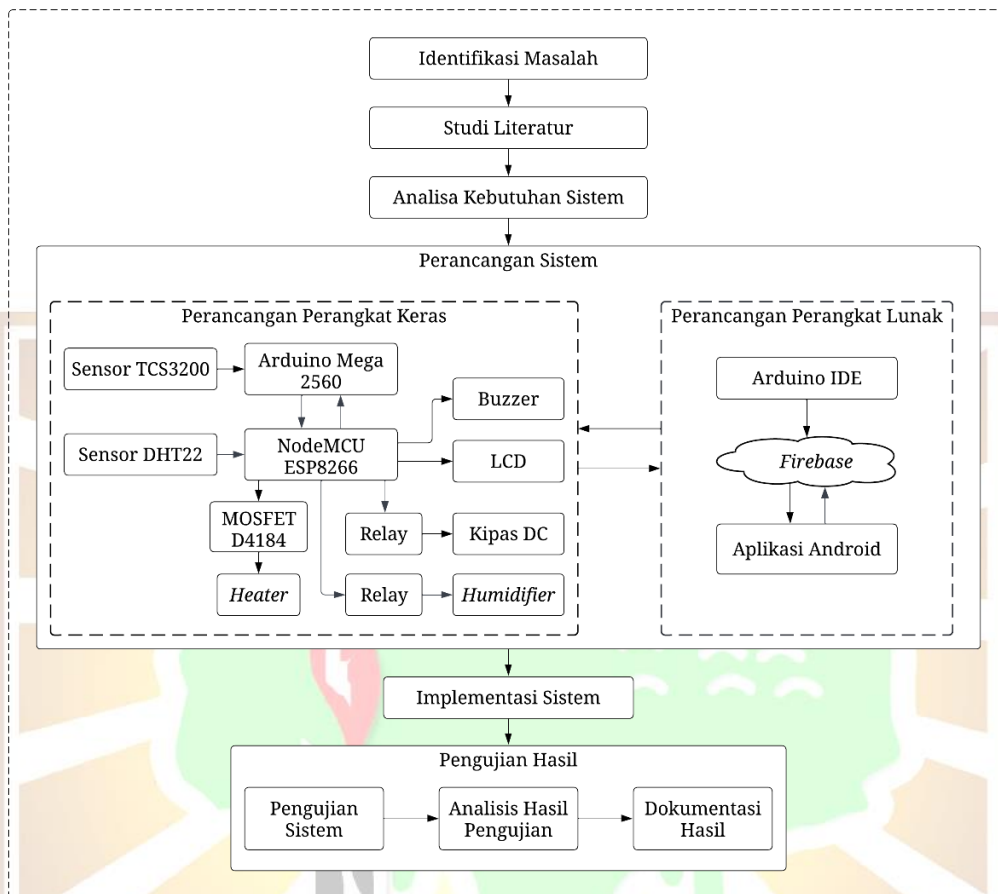 Identifikasi Masalah
Studi Literatur
Analisa Kebutuhan Sistem
Perancangan Sistem
Perancangan Perangkat Keras
Sensor TCS3200
Arduino Mega
2560
Sensor DHT22
NodeMCU
ESP8266
Buzzer
LCD
MOSFET
D4184
Relay
Kipas DC
Heater
Relay
Humidifier
Perancangan Perangkat Lunak
Arduino IDE
Firebase
Aplikasi Android
Implementasi Sistem
Pengujian Hasil
Pengujian
Sistem
Analisis Hasil
Pengujian
Dokumentasi
Hasil